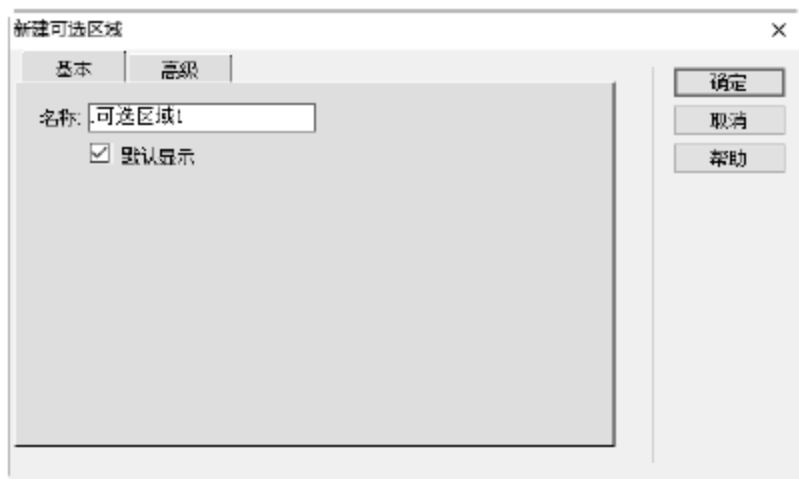 新建可选区域
基本 高级
名称: 可选区域1
默认显示
确定
取消
帮助